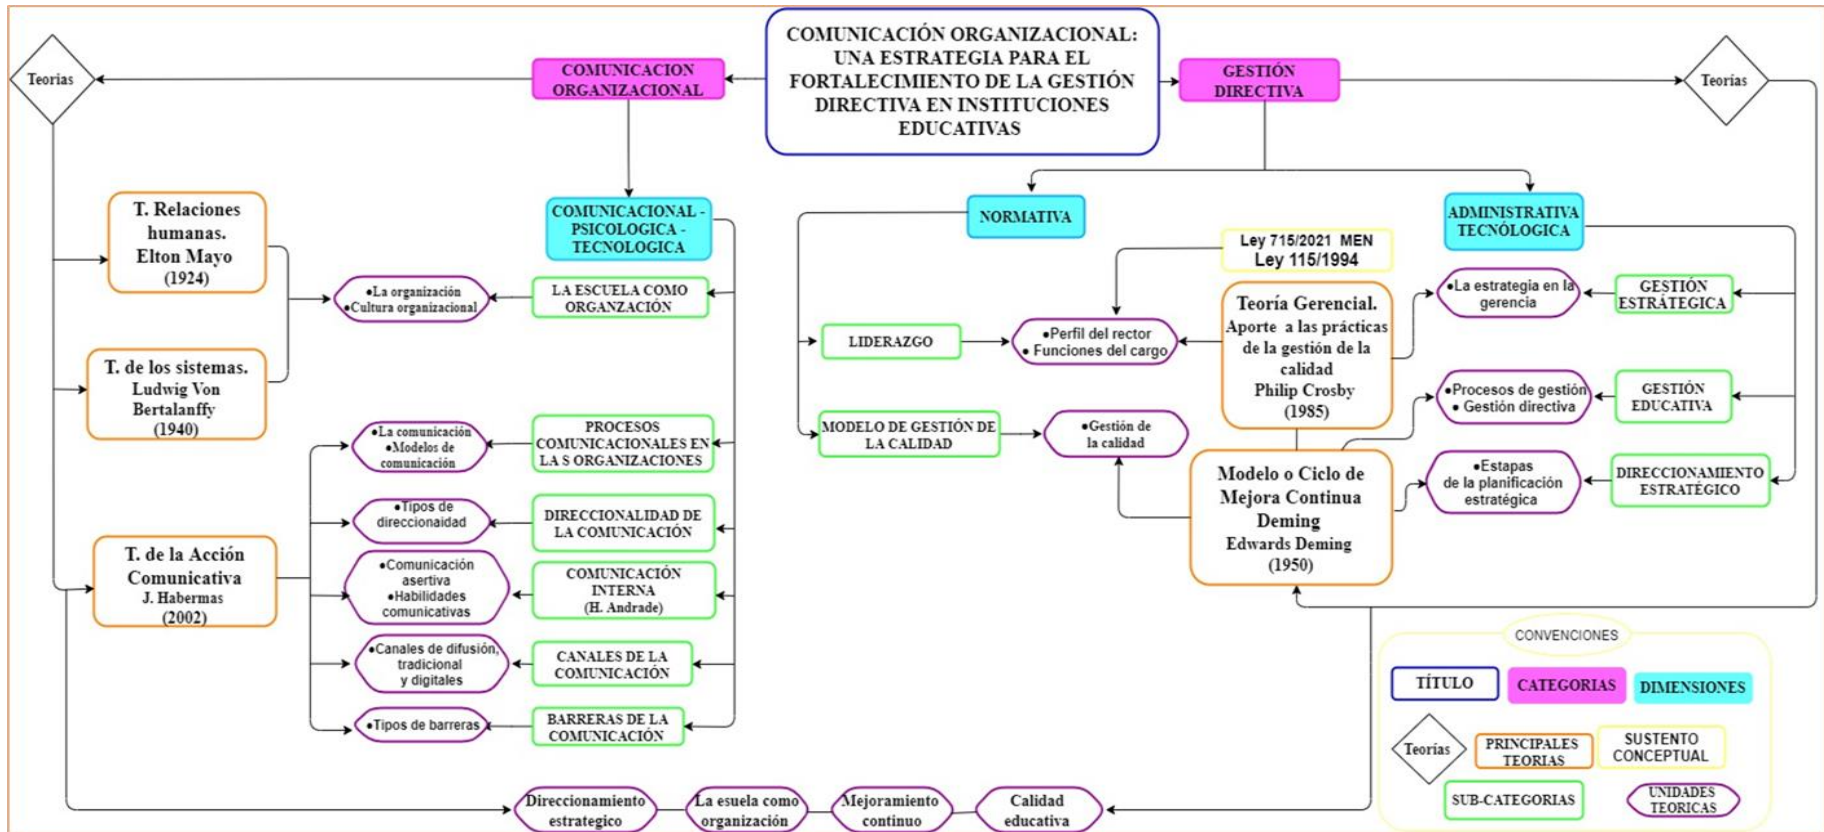 COMUNICACIÓN ORGANIZACIONAL:
UNA ESTRATEGIA PARA EL
FORTALECIMIENTO DE LA GESTIÓN
DIRECTIVA EN INSTITUCIONES
EDUCATIVAS
Teorías
COMUNICACION
ORGANIZACIONAL
GESTIÓN
DIRECTIVA
Teorías
T. Relaciones
humanas.
Elton Mayo
(1924)
T. de los sistemas.
Ludwig Von
Bertalanffy
(1940)
T. de la Acción
Comunicativa
J. Habermas
(2002)
COMUNICACIONAL -
PSICOLOGICA -
TECNOLOGICA
●La organización
●Cultura organizacional
LA ESCUELA COMO
ORGANZACIÓN
●La comunicación
●Modelos de
comunicación
PROCESOS
COMUNICACIONALES EN
LA S ORGANIZACIONES
●Tipos de
direccionaidad
DIRECCIONALIDAD DE
LA COMUNICACIÓN
●Comunicación
asertiva
●Habilidades
comunicativas
COMUNICACIÓN
INTERNA
(H. Andrade)
●Canales de difusión,
tradicional
y digitales
CANALES DE LA
COMUNICACIÓN
●Tipos de barreras
BARRERAS DE LA
COMUNICACIÓN
NORMATIVA
ADMINISTRATIVA
TECNÓLOGICA
Ley 715/2021 MEN
Ley 115/1994
LIDERAZGO
●Perfil del rector
● Funciones del cargo
Teoría Gerencial.
Aporte a las prácticas
de la gestión de la
calidad
Philip Crosby
(1985)
●La estrategia en la
gerencia
GESTIÓN
ESTRÁTEGICA
●Procesos de gestión
● Gestión directiva
GESTIÓN
EDUCATIVA
MODELO DE GESTIÓN DE
LA CALIDAD
●Gestión de
la calidad
Modelo o Ciclo de
Mejora Continua
Deming
Edwards Deming
(1950)
●Estapas
de la planificación
estratégica
DIRECCIONAMIENTO
ESTRATÉGICO
Direccionamiento
estrategico
La esuela como
organización
Mejoramiento
contínuo
Calidad
educativa
CONVENCIONES
TÍTULO
CATEGORIAS
DIMENSIONES
Teorías
PRINCIPALES
TEORIAS
SUSTENTO
CONCEPTUAL
SUB-CATEGORIAS
UNIDADES
TEORICAS